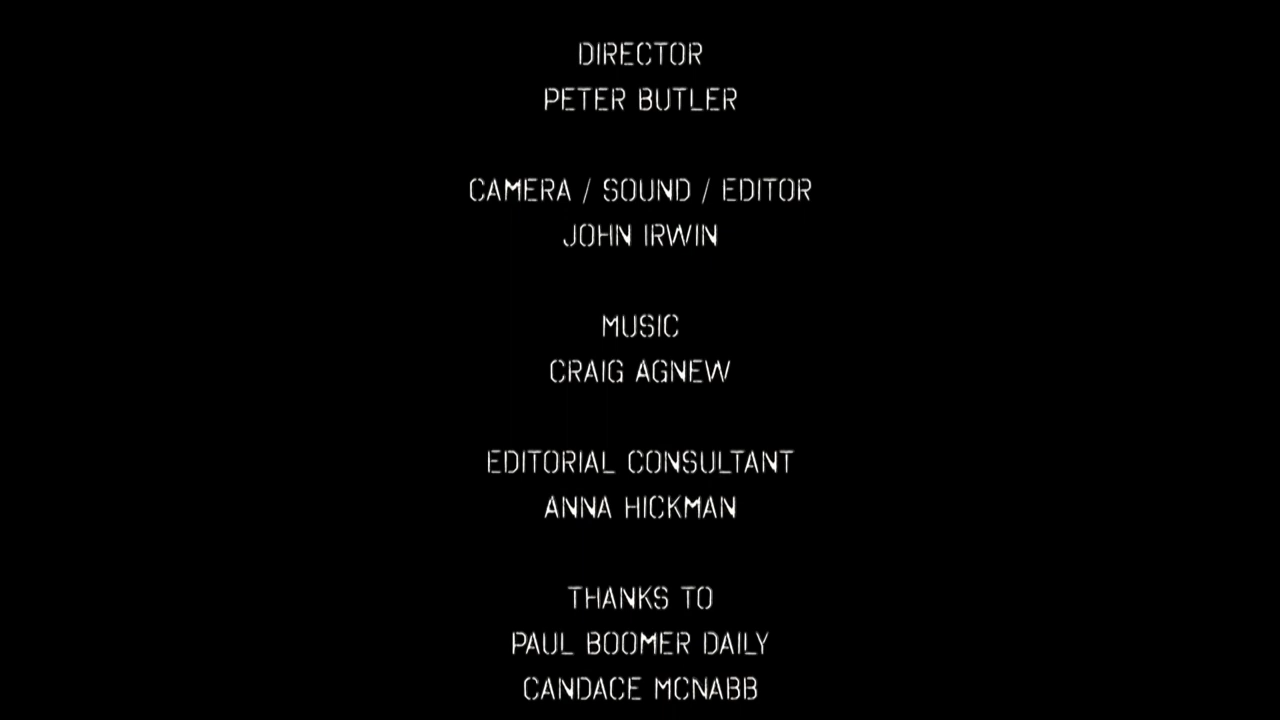 DIRECTOR
PETER BUTLER
CAMERA / SOUND / EDITOR
JOHN IRWIN
MUSIC
CRAIG AGNEW
EDITORIAL CONSULTANT
ANNA HICKMAN
THANKS TO
PAUL BOOMER DAILY
CANDACE MCNABB